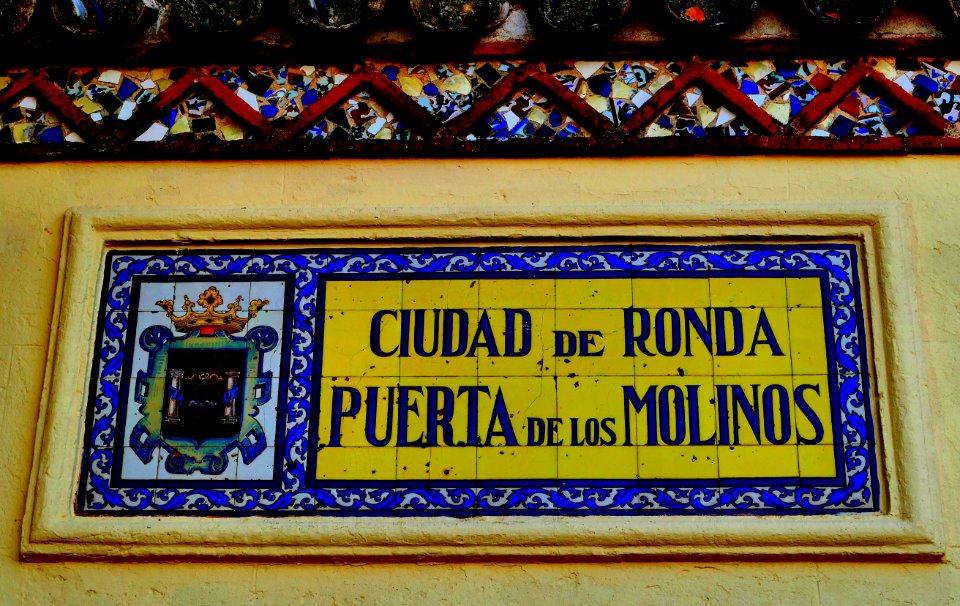 CIUDAD DE RONDA
PUERTA DE LOS MOLINOS